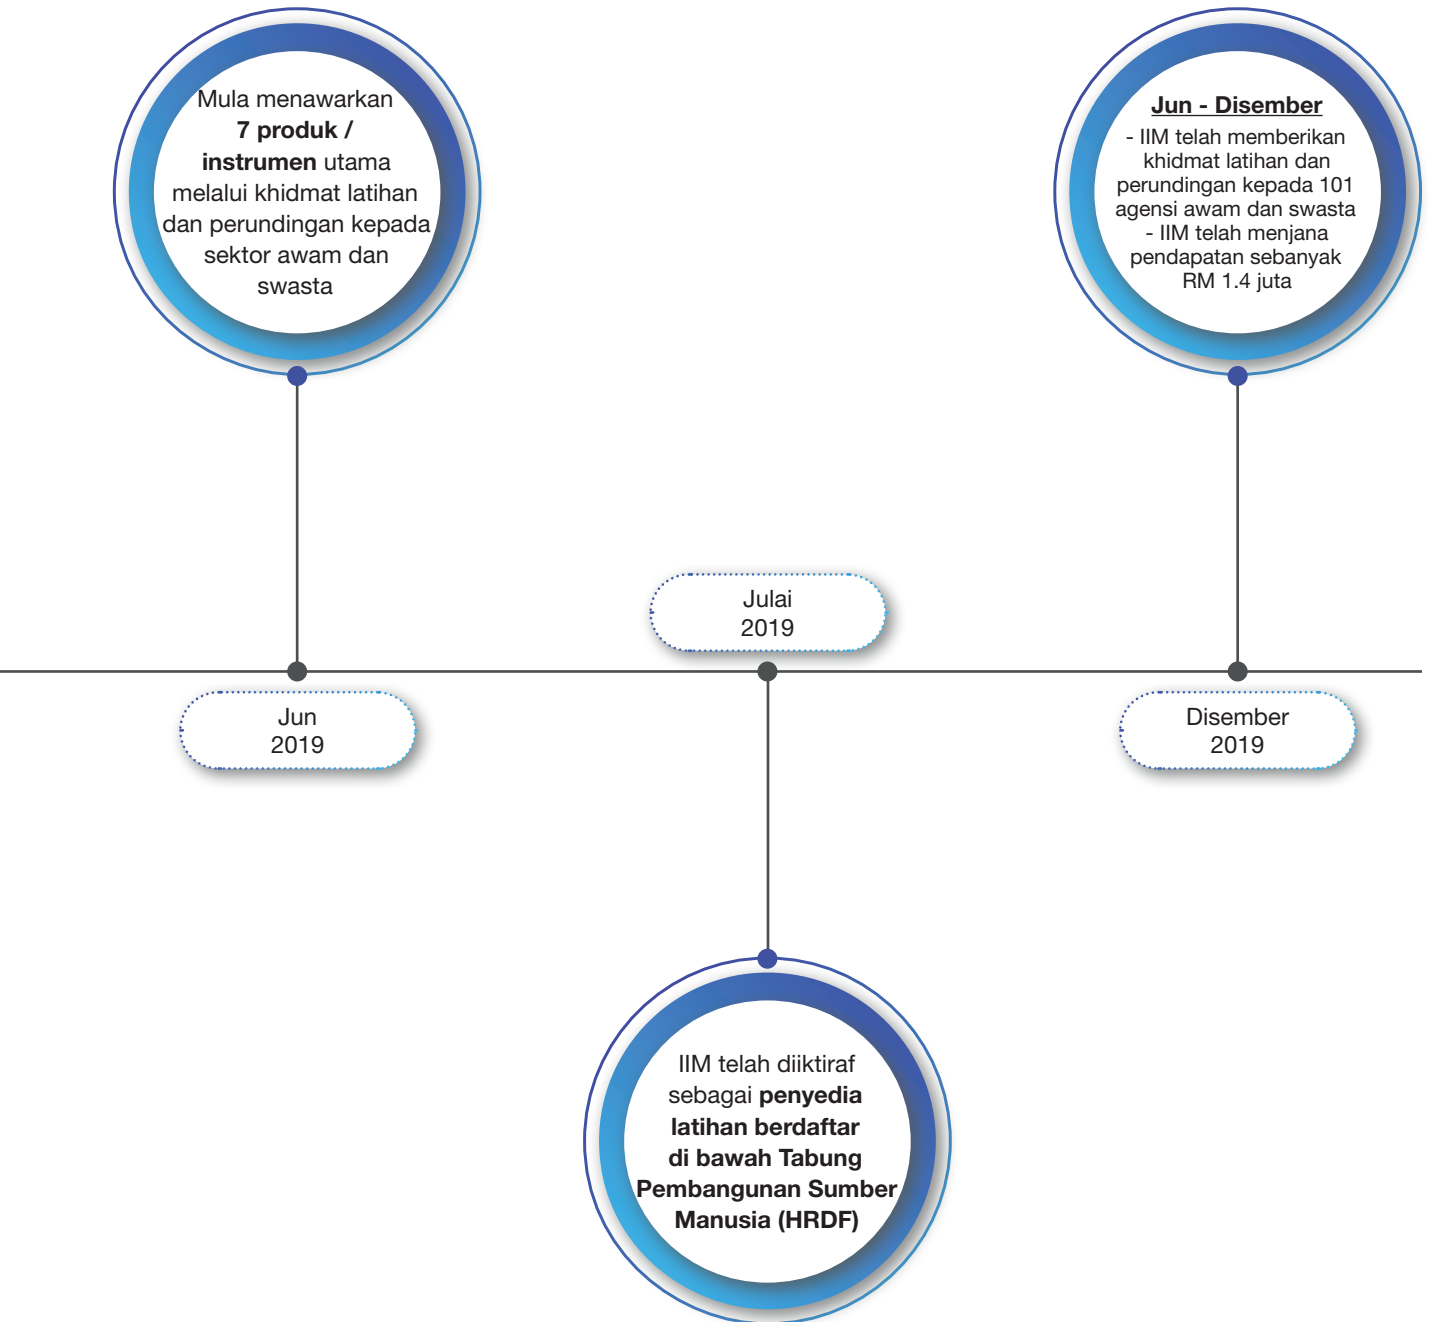 Mula menawarkan
7 produk /
instrumen utama
melalui khidmat latihan
dan perundingan kepada
sektor awam dan
swasta
Jun
2019
Julai
2019
IIM telah diiktiraf
sebagai penyedia
latihan berdaftar
di bawah Tabung
Pembangunan Sumber
Manusia (HRDF)
Jun - Disember
- IIM telah memberikan
khidmat latihan dan
perundingan kepada 101
agensi awam dan swasta
- IIM telah menjana
pendapatan sebanyak
RM 1.4 juta
Disember
2019